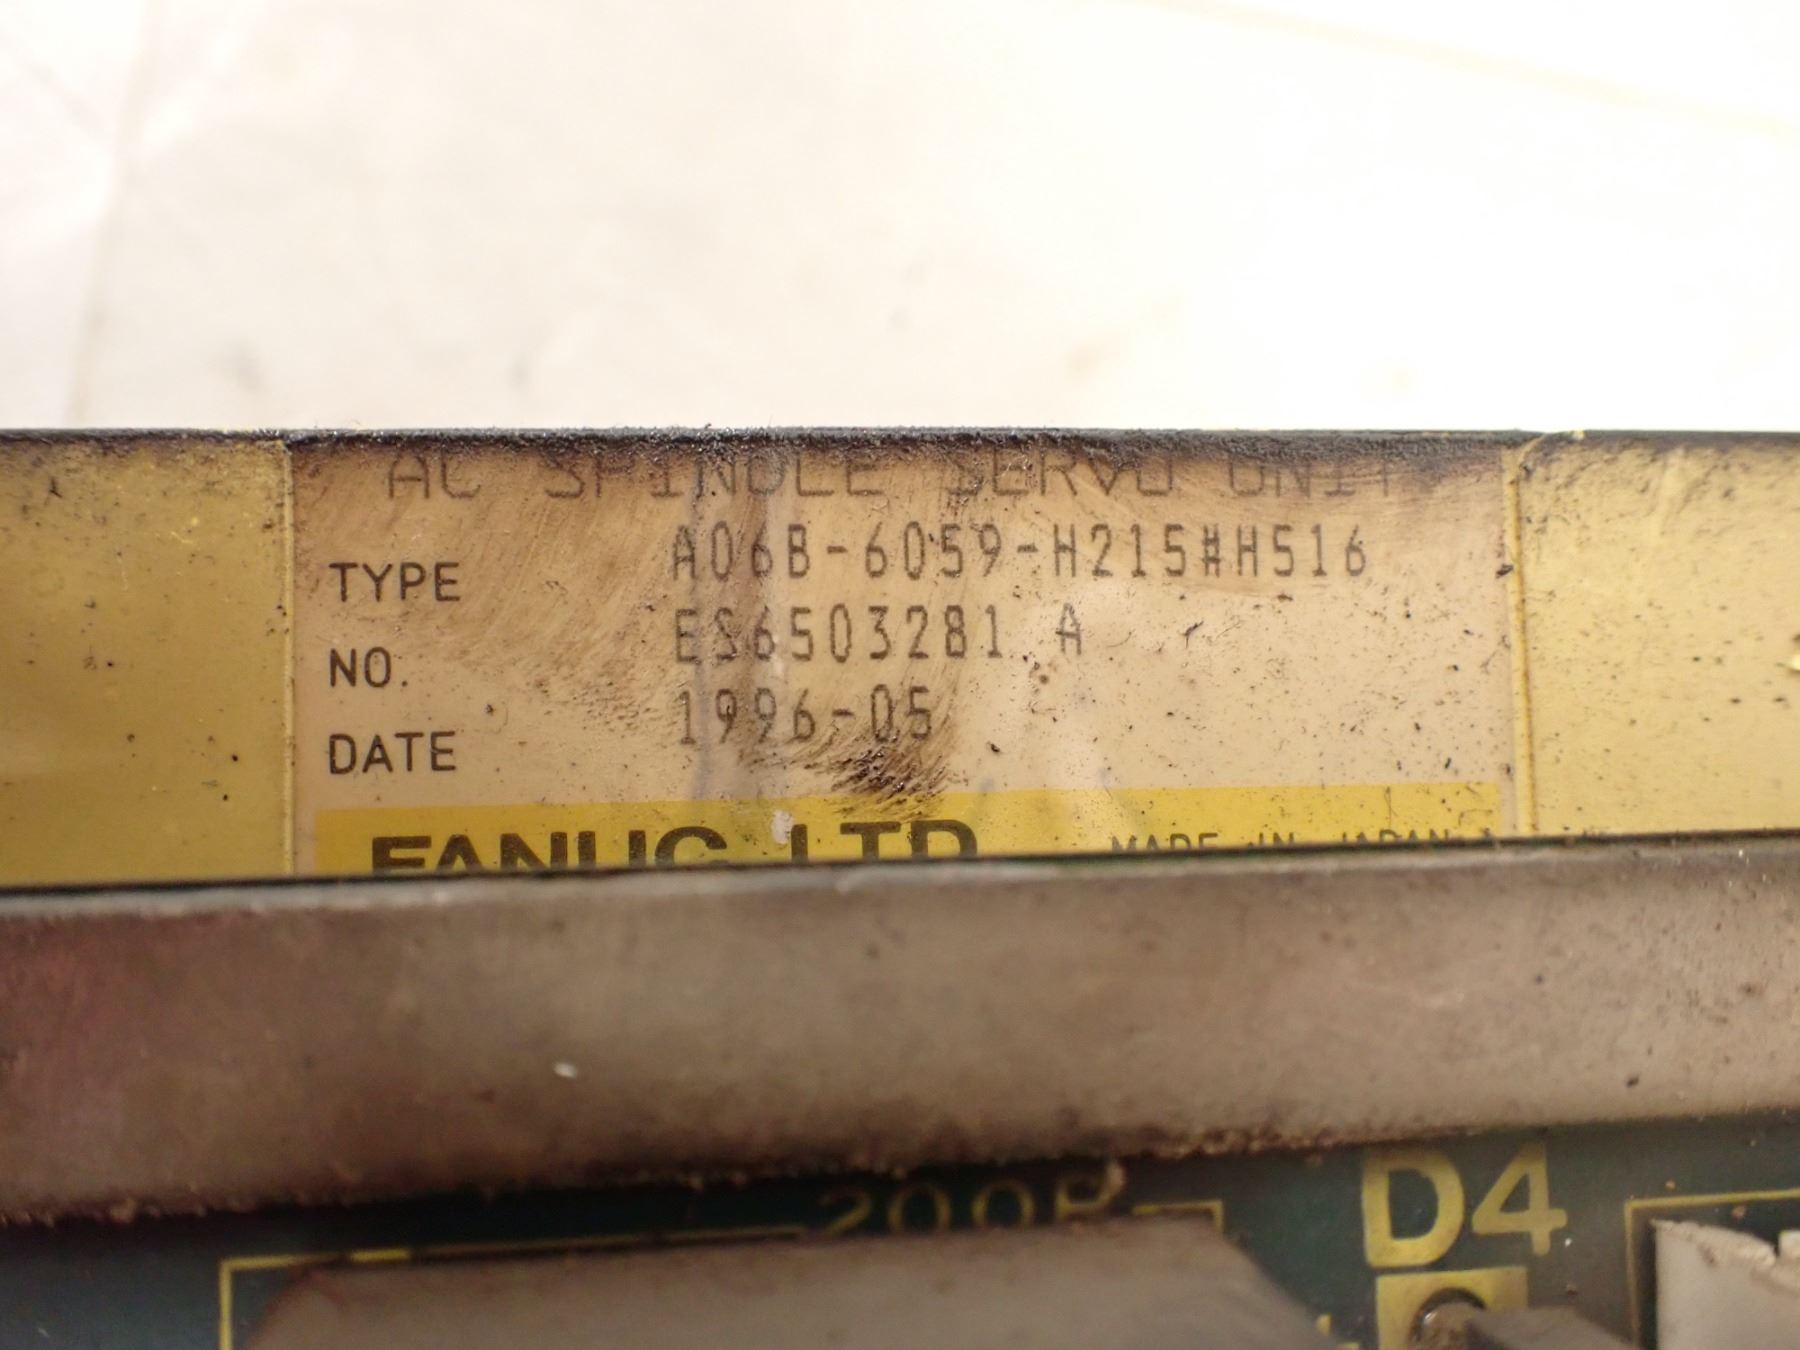 AC SPINDLE SERVO UNIT
TYPE A06B-6059-H215#H516
NO. ES6503281 A
DATE 1996-05
FANUC LTD MADE IN JAPAN
200P
D4